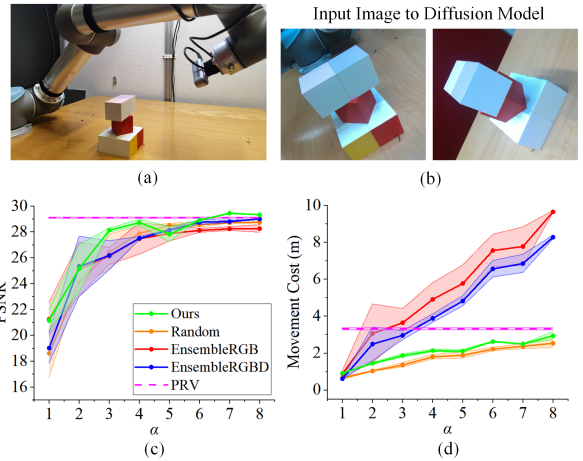 Input Image to Diffusion Model
(a)
(b)
PSNR
30
28
26
24
22
20
18
16
1 2 3 4 5 6 7 8
α
Ours
Random
EnsembleRGB
EnsembleRGBD
PRV
(c)
Movement Cost (m)
10
8
6
4
2
0
1 2 3 4 5 6 7 8
α
(d)